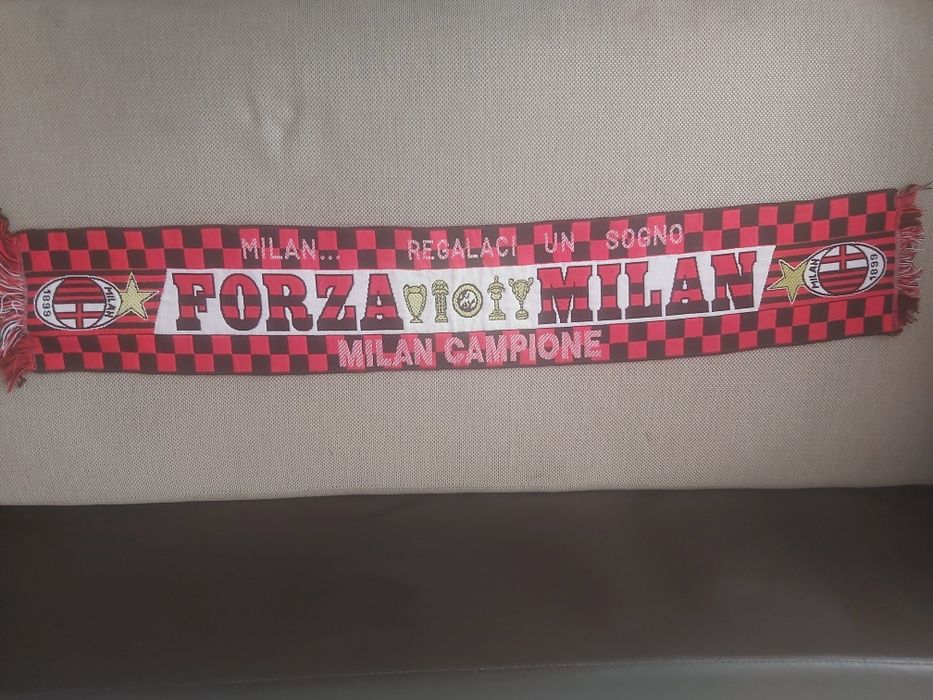 MILAN... REGALACI UN SOGNO
1899 MILAN
FORZA MILAN
MILAN 1899
MILAN CAMPIONE